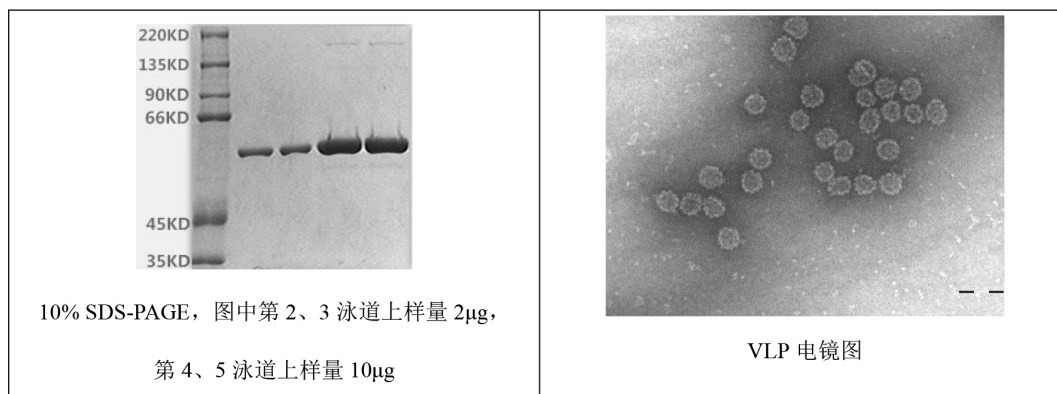 220KD
135KD
90KD
66KD
45KD
35KD
10% SDS-PAGE，图中第 2、3 泳道上样量 2μg，
第 4、5 泳道上样量 10μg
VLP 电镜图